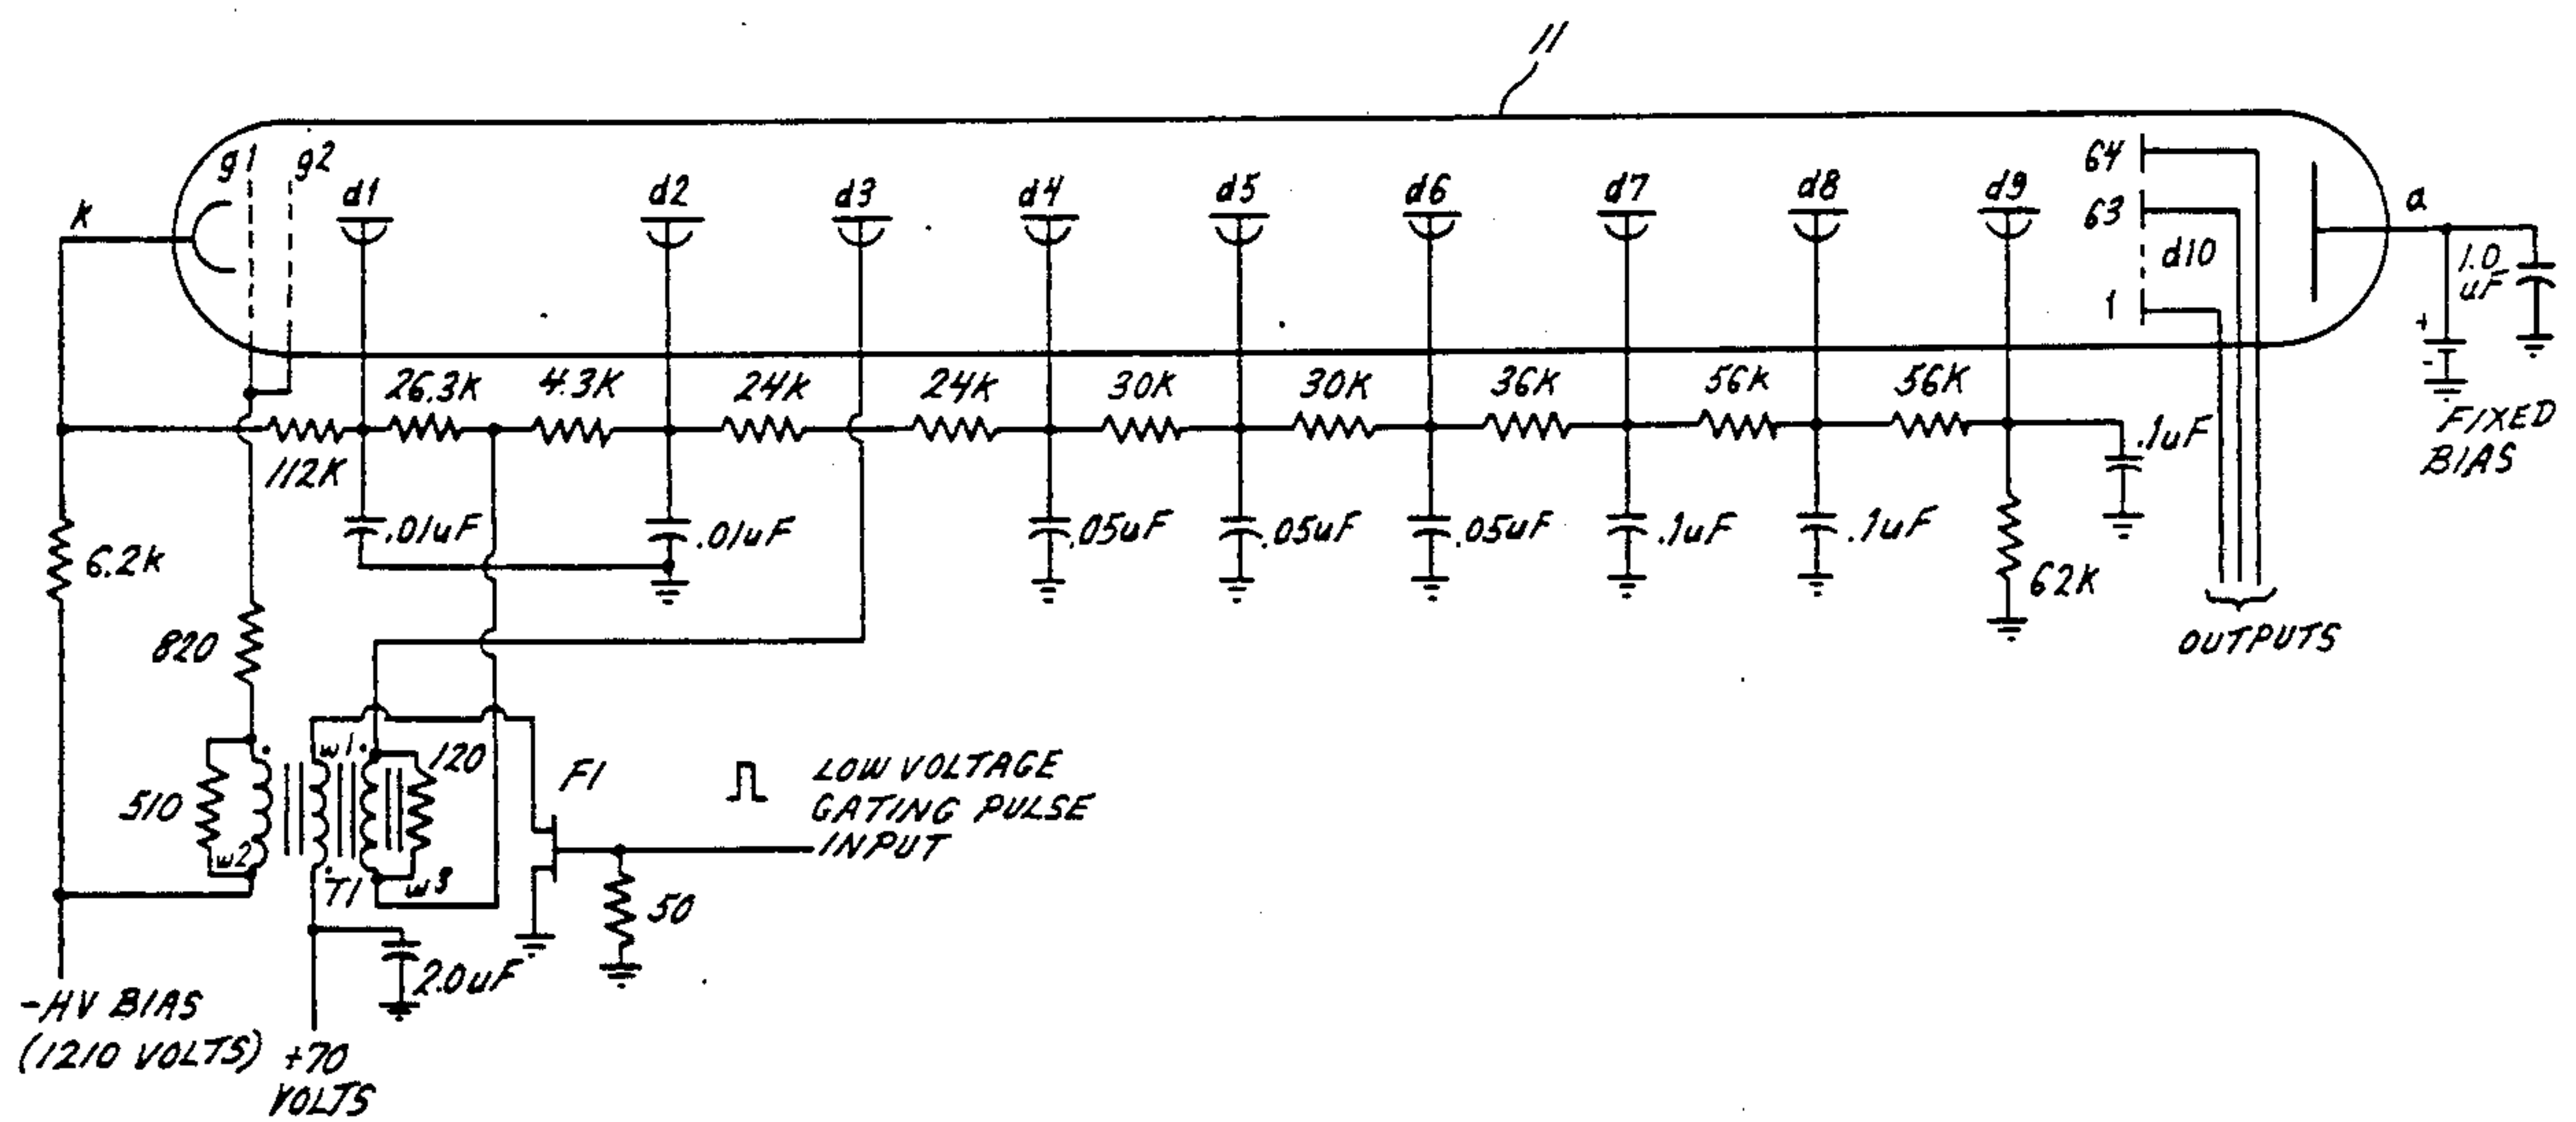 11
g1 g2
k
d1 d2 d3 d4 d5 d6 d7 d8 d9
64
63
d10
1
a
1.0
uF
+
-
FIXED
BIAS
26.3K 4.3K 24K 24K 30K 30K 36K 56K 56K
112K
.1uF
.01uF .01uF .05uF .05uF .05uF .1uF .1uF
6.2K
62K
820
OUTPUTS
w1 120
F1
LOW VOLTAGE
GATING PULSE
INPUT
510
w2
T1 w3
50
2.0uF
-HV BIAS
(1210 VOLTS)
+70
VOLTS